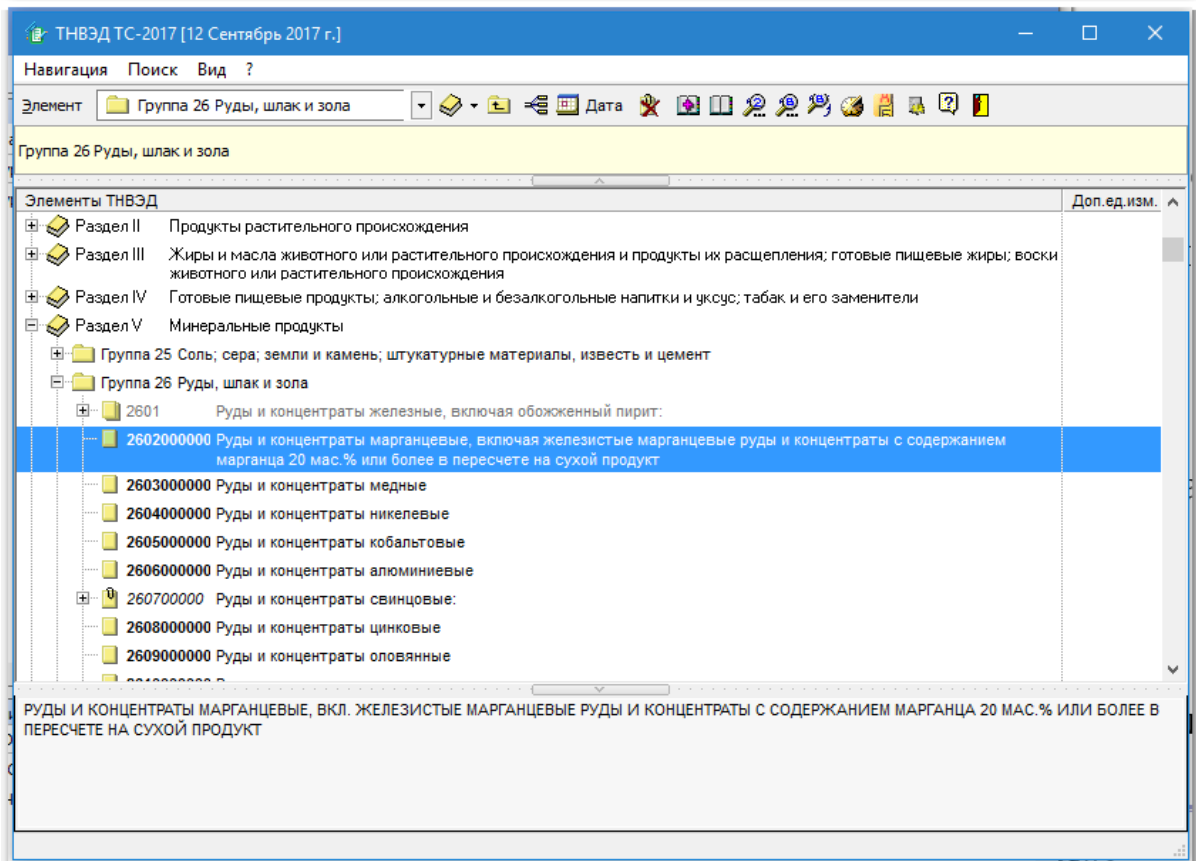 ТНВЭД ТС-2017 [12 Сентябрь 2017 г.]
Навигация Поиск Вид ?
Элемент Группа 26 Руды, шлак и зола Дата
Группа 26 Руды, шлак и зола
Элементы ТНВЭД Доп.ед.изм.
Раздел II Продукты растительного происхождения
Раздел III Жиры и масла животного или растительного происхождения и продукты их расщепления; готовые пищевые жиры; воски
животного или растительного происхождения
Раздел IV Готовые пищевые продукты; алкогольные и безалкогольные напитки и уксус; табак и его заменители
Раздел V Минеральные продукты
Группа 25 Соль; сера; земли и камень; штукатурные материалы, известь и цемент
Группа 26 Руды, шлак и зола
2601 Руды и концентраты железные, включая обожженный пирит:
2602000000 Руды и концентраты марганцевые, включая железистые марганцевые руды и концентраты с содержанием
марганца 20 мас.% или более в пересчете на сухой продукт
2603000000 Руды и концентраты медные
2604000000 Руды и концентраты никелевые
2605000000 Руды и концентраты кобальтовые
2606000000 Руды и концентраты алюминиевые
260700000 Руды и концентраты свинцовые:
2608000000 Руды и концентраты цинковые
2609000000 Руды и концентраты оловянные
РУДЫ И КОНЦЕНТРАТЫ МАРГАНЦЕВЫЕ, ВКЛ. ЖЕЛЕЗИСТЫЕ МАРГАНЦЕВЫЕ РУДЫ И КОНЦЕНТРАТЫ С СОДЕРЖАНИЕМ МАРГАНЦА 20 МАС.% ИЛИ БОЛЕЕ В
ПЕРЕСЧЕТЕ НА СУХОЙ ПРОДУКТ